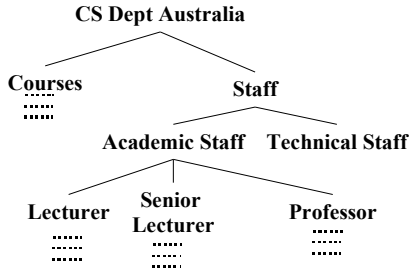 CS Dept Australia
Courses
Staff
Academic Staff
Technical Staff
Lecturer
Senior
Lecturer
Professor